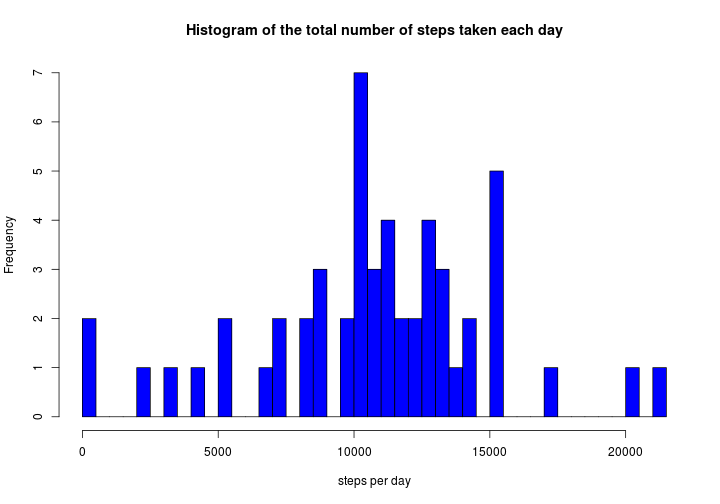 Histogram of the total number of steps taken each day
Frequency
7
6
5
4
3
2
1
0
0 5000 10000 15000 20000
steps per day